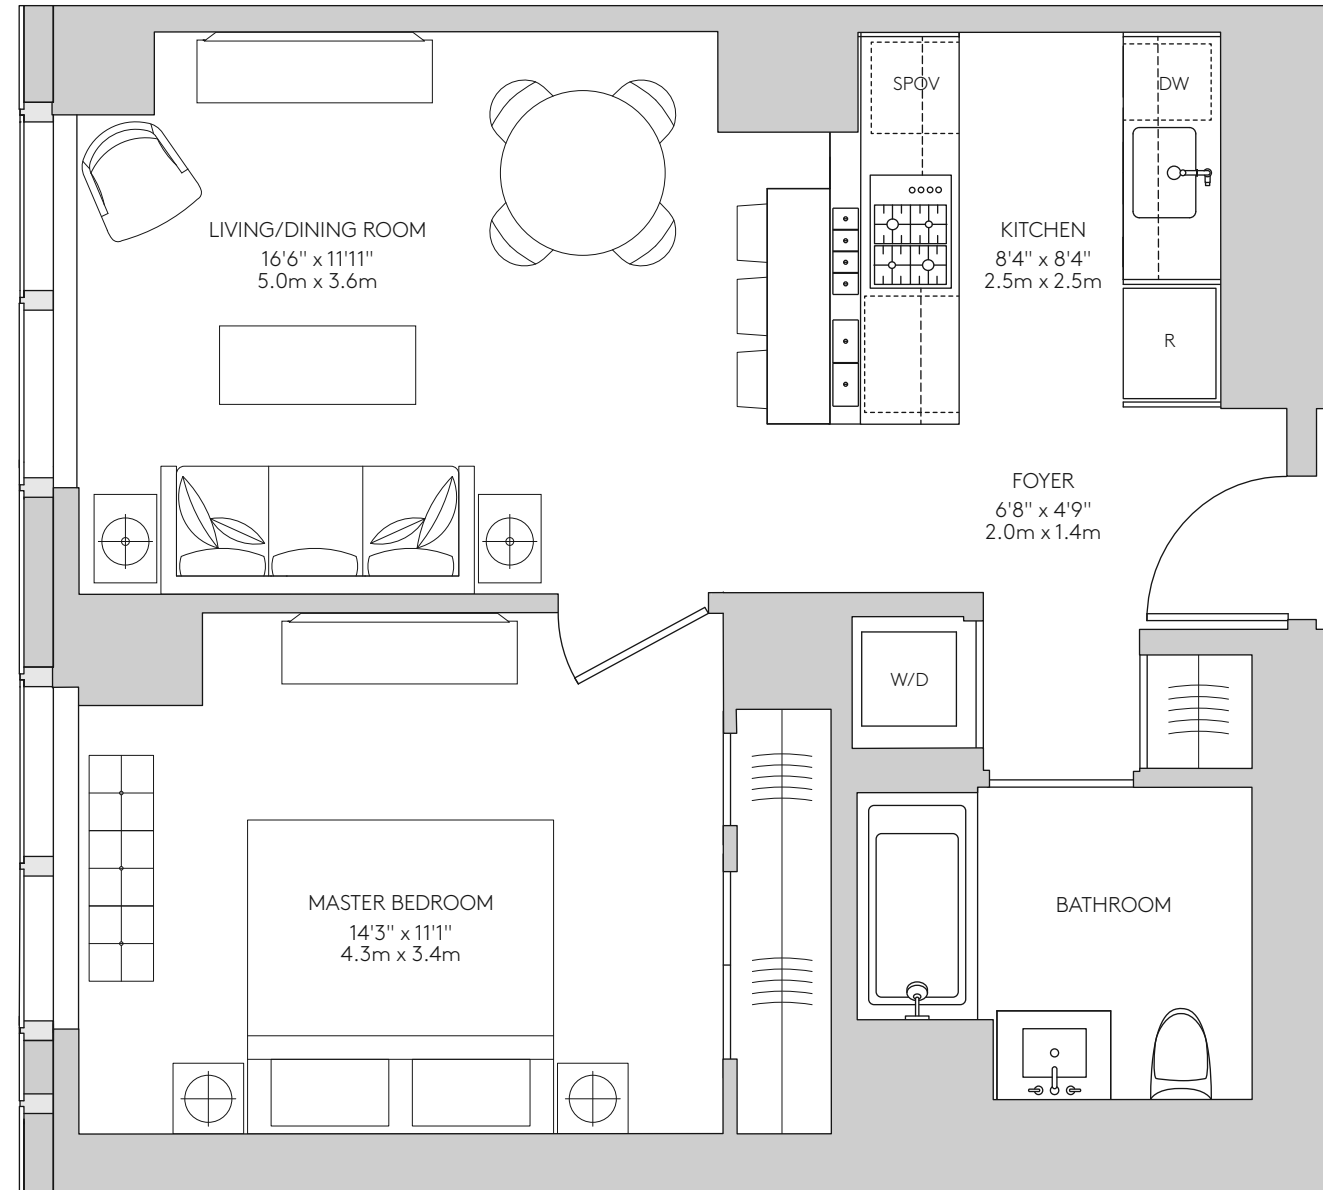 SPOV
DW
LIVING/DINING ROOM
16'6" x 11'11"
5.0m x 3.6m
KITCHEN
8'4" x 8'4"
2.5m x 2.5m
R
FOYER
6'8" x 4'9"
2.0m x 1.4m
W/D
MASTER BEDROOM
14'3" x 11'1"
4.3m x 3.4m
BATHROOM